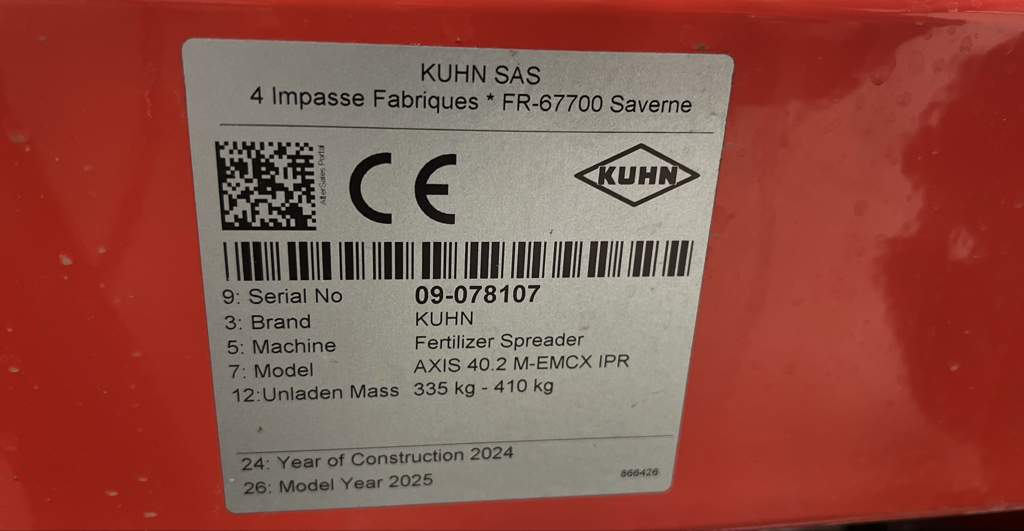 KUHN SAS
4 Impasse Fabriques * FR-67700 Saverne
AfterSales Portal
CE
KUHN
9: Serial No 09-078107
3: Brand KUHN
5: Machine Fertilizer Spreader
7: Model AXIS 40.2 M-EMCX IPR
12:Unladen Mass 335 kg - 410 kg
24: Year of Construction 2024
26: Model Year 2025
866426